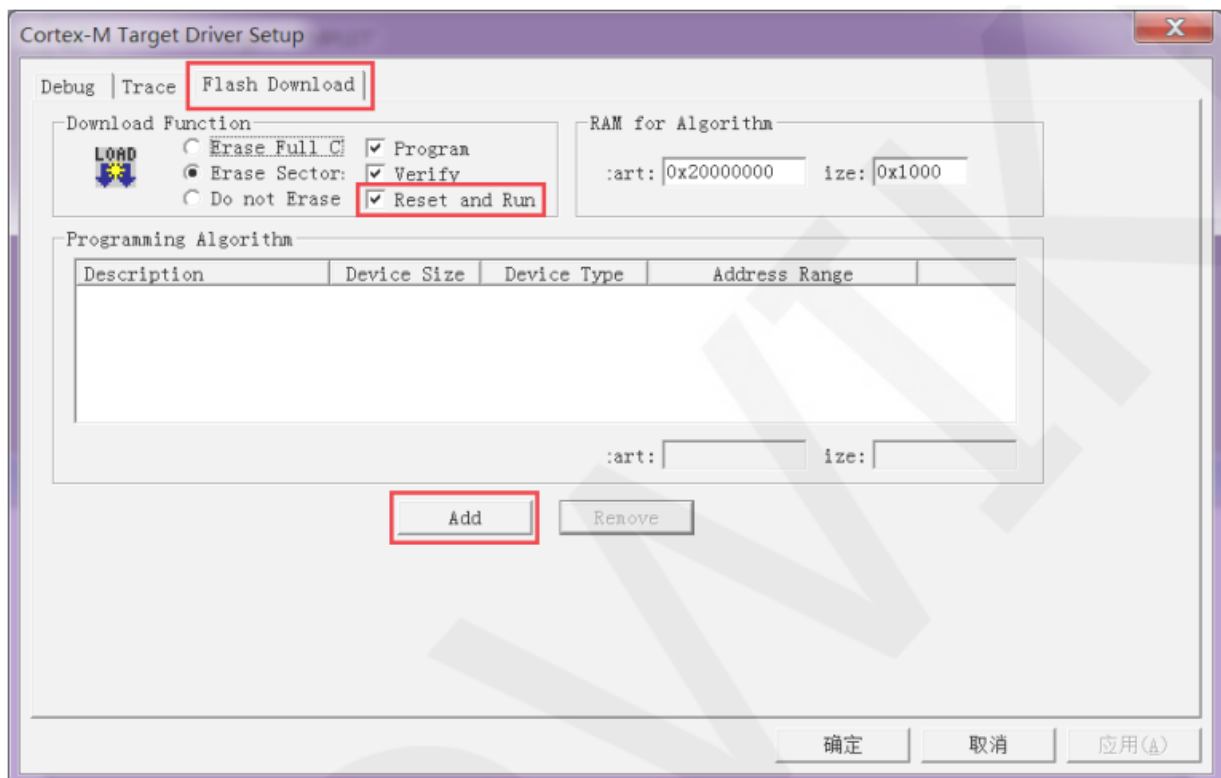 Cortex-M Target Driver Setup
Debug Trace Flash Download
Download Function
LOAD
Erase Full C
Erase Sector:
Do not Erase
Program
Verify
Reset and Run
RAM for Algorithm
:art: 0x20000000 ize: 0x1000
Programming Algorithm
Description Device Size Device Type Address Range
:art: ize:
Add Remove
确定 取消 应用(A)